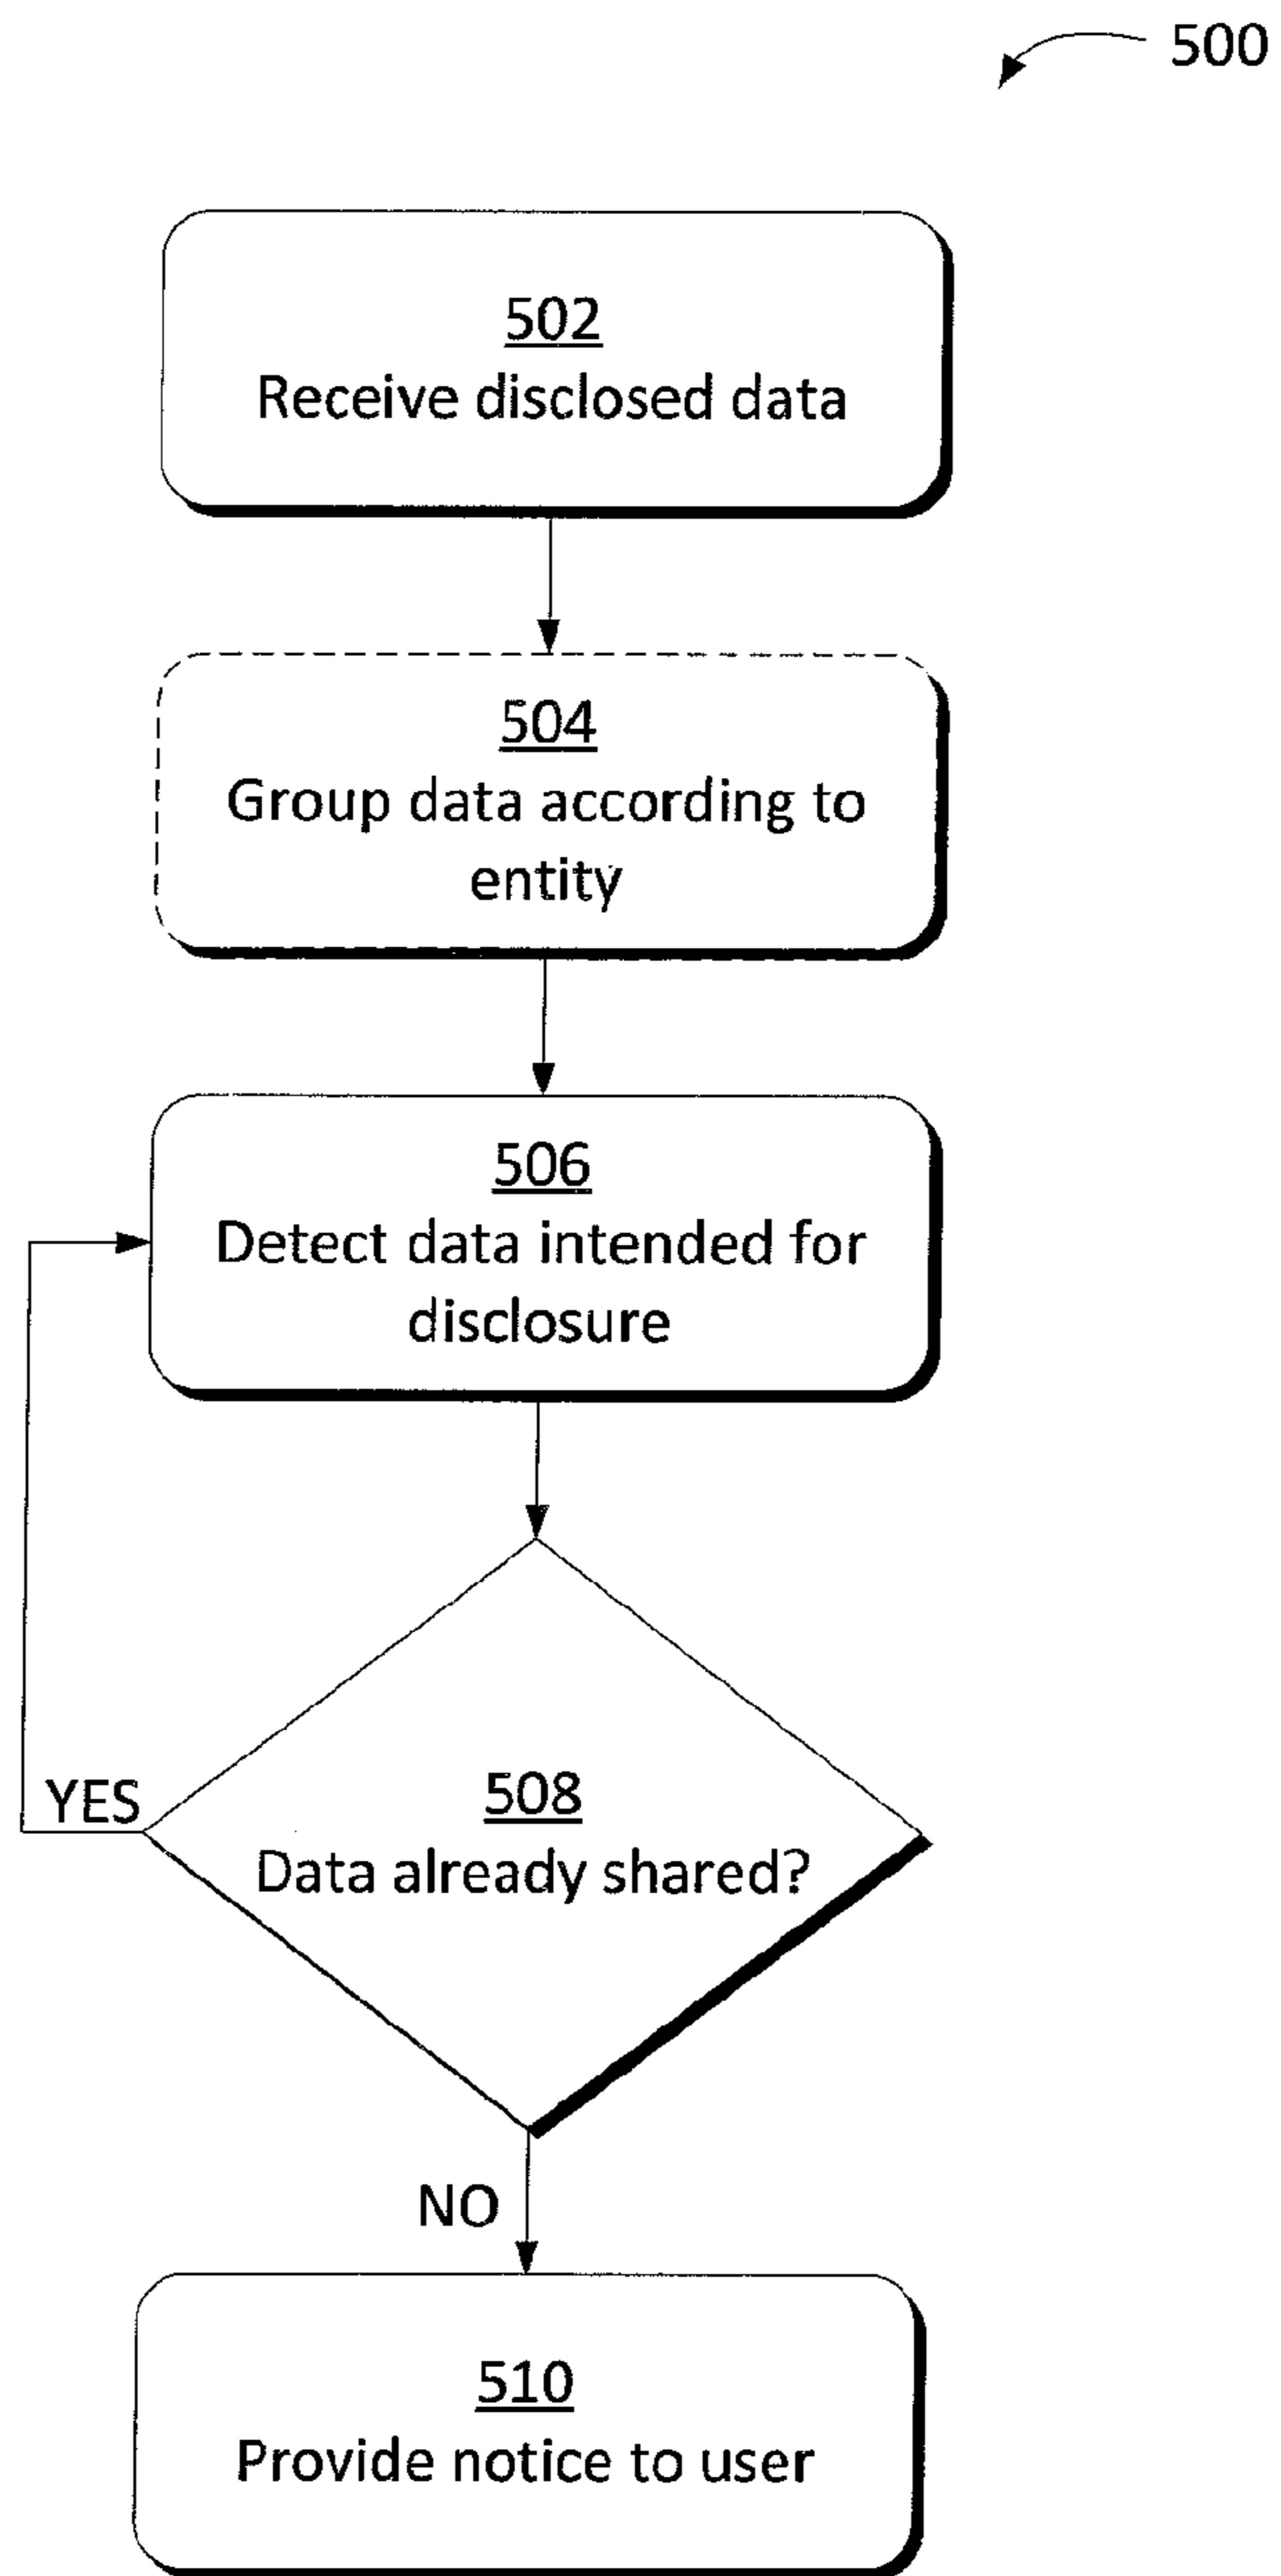 500
502
Receive disclosed data
504
Group data according to
entity
506
Detect data intended for
disclosure
YES
508
Data already shared?
NO
510
Provide notice to user